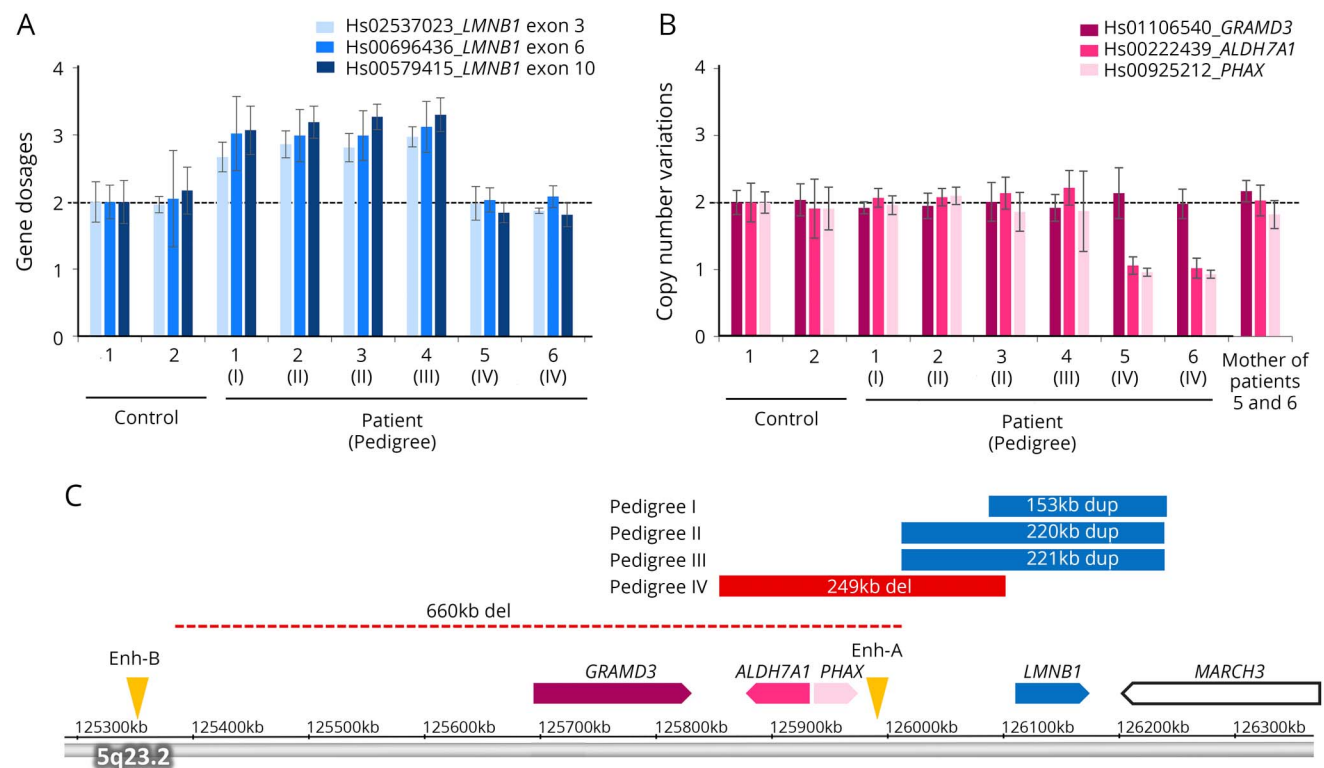 A
Hs02537023_LMNB1 exon 3
Hs00696436_LMNB1 exon 6
Hs00579415_LMNB1 exon 10
Gene dosages
4
3
2
1
0
1 2 1 2 3 4 5 6
(I) (II) (II) (III) (IV) (IV)
Control
Patient
(Pedigree)
B
Hs01106540_GRAMD3
Hs00222439_ALDH7A1
Hs00925212_PHAX
Copy number variations
4
3
2
1
0
1 2 1 2 3 4 5 6
(I) (II) (II) (III) (IV) (IV)
Mother of
patients
5 and 6
Control
Patient
(Pedigree)
C
Pedigree I 153kb dup
Pedigree II 220kb dup
Pedigree III 221kb dup
Pedigree IV 249kb del
660kb del
Enh-B Enh-A
GRAMD3 ALDH7A1 PHAX LMNB1 MARCH3
125300kb 125400kb 125500kb 125600kb 125700kb 125800kb 125900kb 126000kb 126100kb 126200kb 126300kb
5q23.2